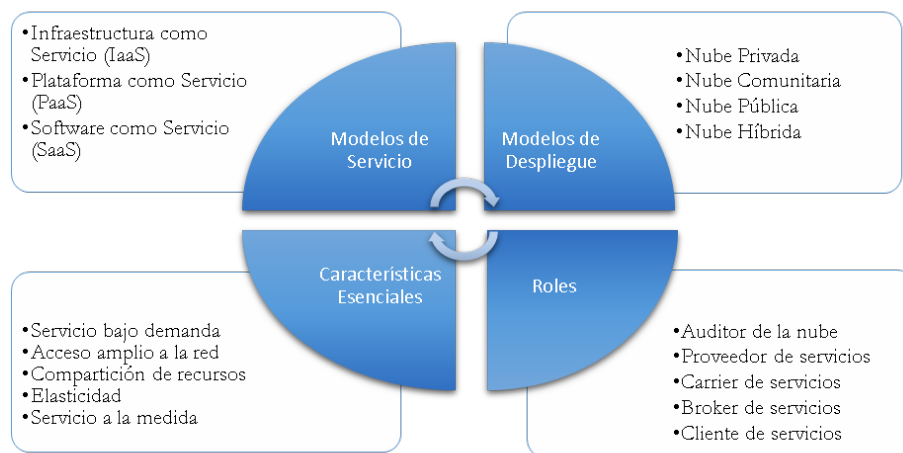 •Infraestructura como
Servicio (IaaS)
•Plataforma como Servicio
(PaaS)
•Software como Servicio
(SaaS)
Modelos de
Servicio
Modelos de
Despliegue
•Nube Privada
•Nube Comunitaria
•Nube Pública
•Nube Híbrida
Característícas
Esenciales
•Servicio bajo demanda
•Acceso amplio a la red
•Compartición de recursos
•Elasticidad
•Servicio a la medida
Roles
•Auditor de la nube
•Proveedor de servicios
•Carrier de servicios
•Broker de servicios
•Cliente de servicios